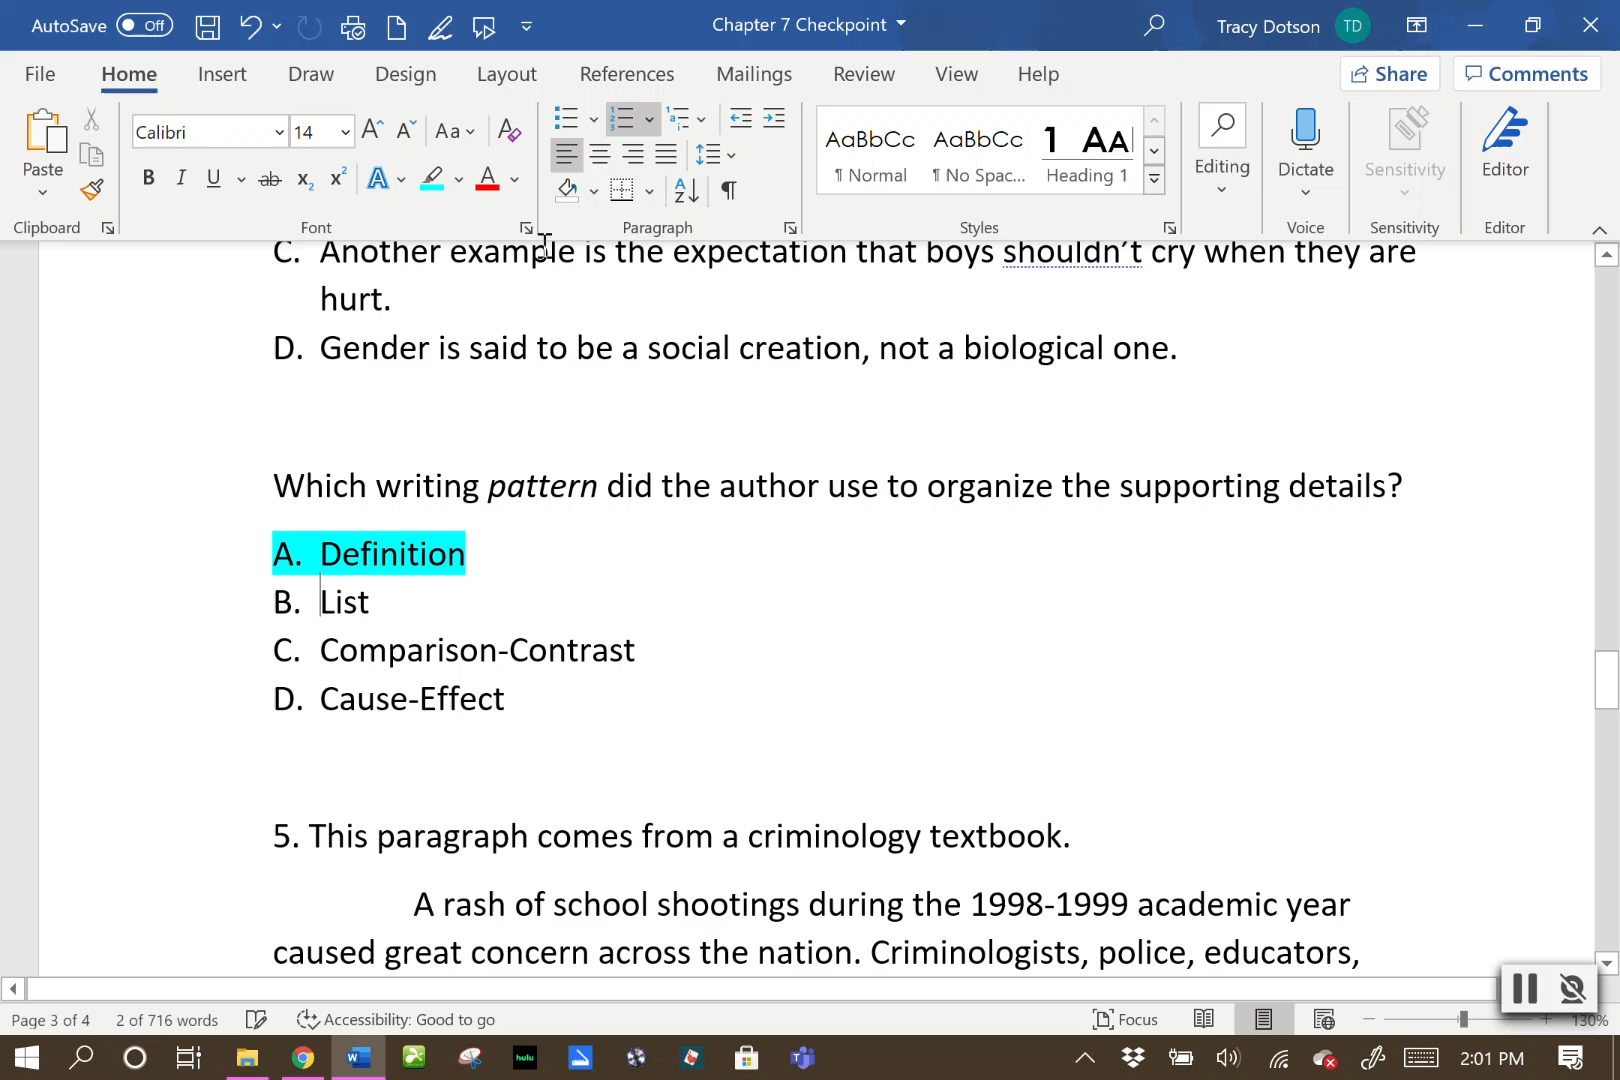 AutoSave Off Chapter 7 Checkpoint Tracy Dotson TD
File Home Insert Draw Design Layout References Mailings Review View Help Share Comments
Paste Calibri 14 Aa
AaBbCc AaBbCc 1 AA
¶ Normal ¶ No Spac... Heading 1
Editing Dictate Sensitivity Editor
Clipboard Font Paragraph Styles Voice Sensitivity Editor
C. Another example is the expectation that boys shouldn't cry when they are
hurt.
D. Gender is said to be a social creation, not a biological one.
Which writing pattern did the author use to organize the supporting details?
A. Definition
B. List
C. Comparison-Contrast
D. Cause-Effect
5. This paragraph comes from a criminology textbook.
A rash of school shootings during the 1998-1999 academic year
caused great concern across the nation. Criminologists, police, educators,
Page 3 of 4 2 of 716 words Accessibility: Good to go Focus 130%
hulu 2:01 PM